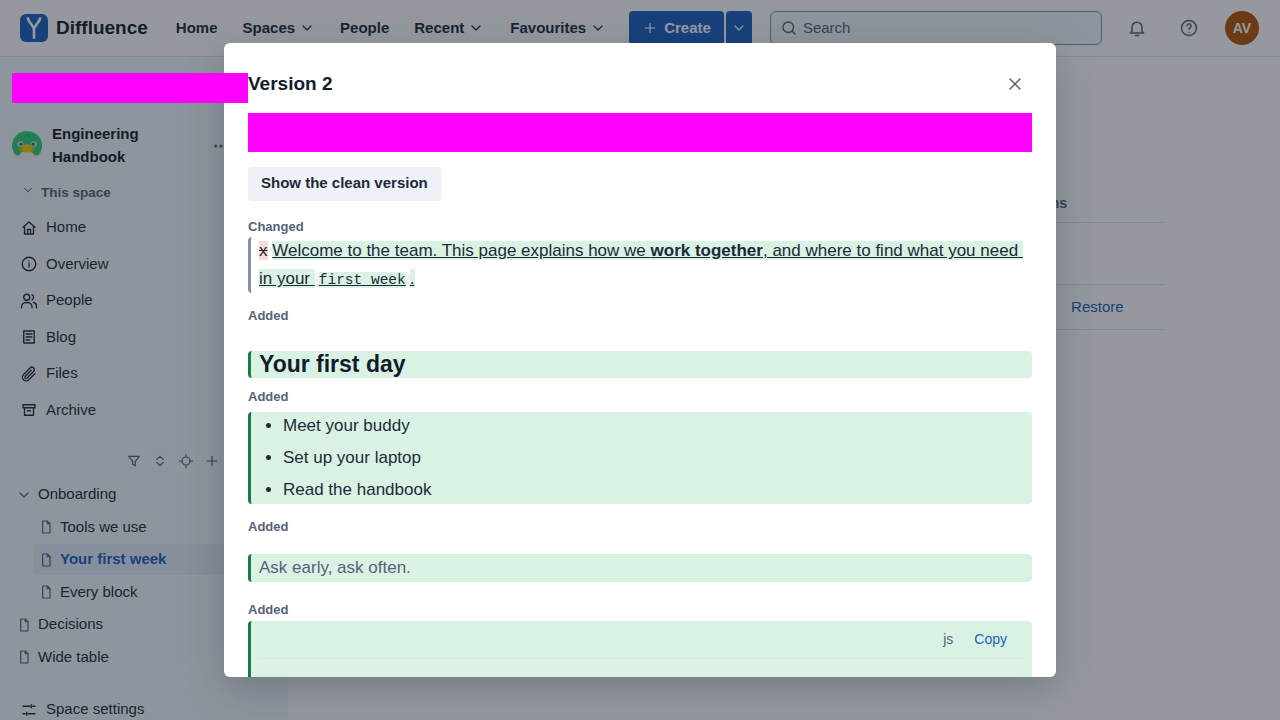 Diffluence
Home
Spaces
People
Recent
Favourites
Create
Search
AV
Version 2
Engineering
Handbook
This space
Home
Overview
People
Blog
Files
Archive
Onboarding
Tools we use
Your first week
Every block
Decisions
Wide table
Space settings
Show the clean version
Changed
x Welcome to the team. This page explains how we work together, and where to find what you need
in your first week.
Added
Your first day
Added
Meet your buddy
Set up your laptop
Read the handbook
Added
Ask early, ask often.
Added
js
Copy
Restore